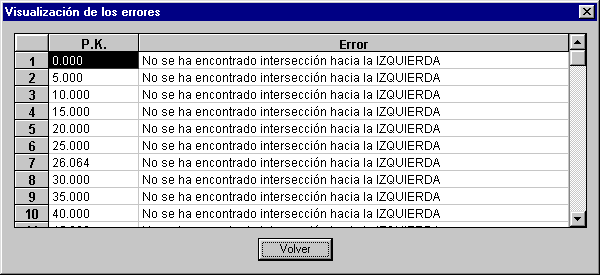 Visualización de los errores
P.K. Error
1 0.000 No se ha encontrado intersección hacia la IZQUIERDA
2 5.000 No se ha encontrado intersección hacia la IZQUIERDA
3 10.000 No se ha encontrado intersección hacia la IZQUIERDA
4 15.000 No se ha encontrado intersección hacia la IZQUIERDA
5 20.000 No se ha encontrado intersección hacia la IZQUIERDA
6 25.000 No se ha encontrado intersección hacia la IZQUIERDA
7 26.064 No se ha encontrado intersección hacia la IZQUIERDA
8 30.000 No se ha encontrado intersección hacia la IZQUIERDA
9 35.000 No se ha encontrado intersección hacia la IZQUIERDA
10 40.000 No se ha encontrado intersección hacia la IZQUIERDA
Volver